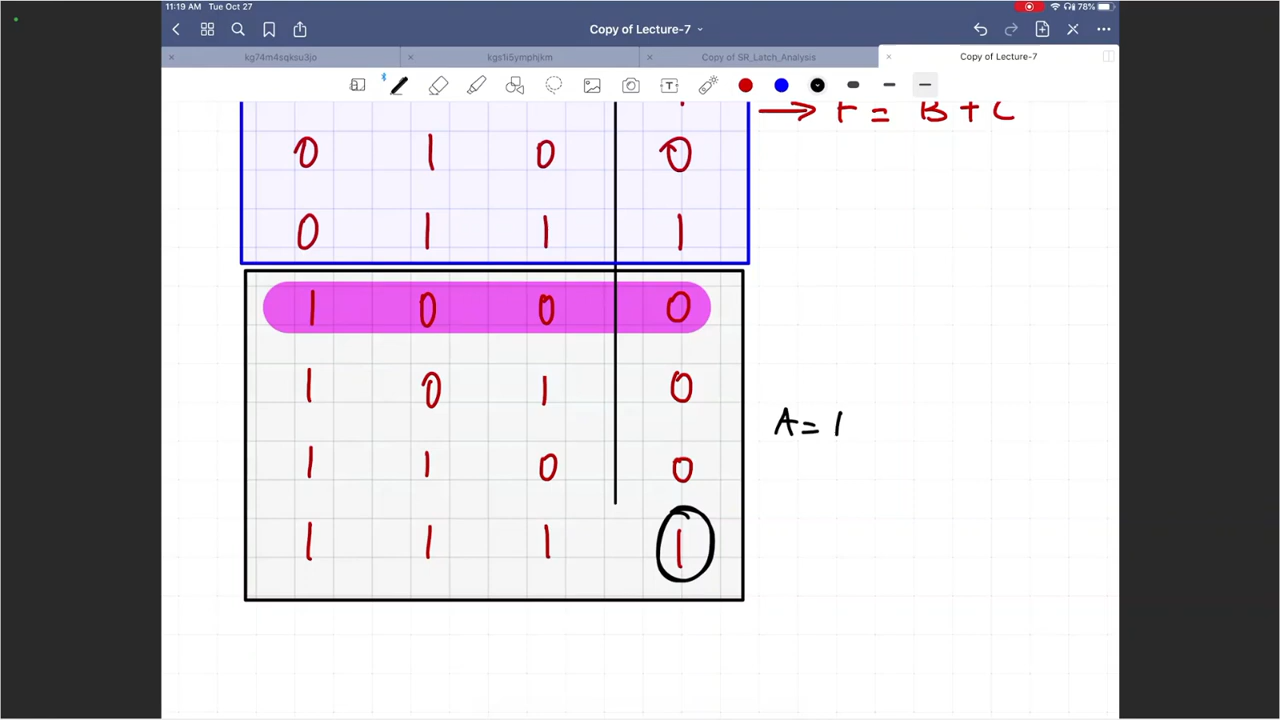 11:19 AM Tue Oct 27
78%
Copy of Lecture-7
kg74m4sqksu3jo
kgs1i5ymphjkm
Copy of SR_Latch_Analysis
Copy of Lecture-7
T
→ F = B + C
0 1 0 0
0 1 1 1
1 0 0 0
1 0 1 0
A = 1
1 1 0 0
1 1 1 1